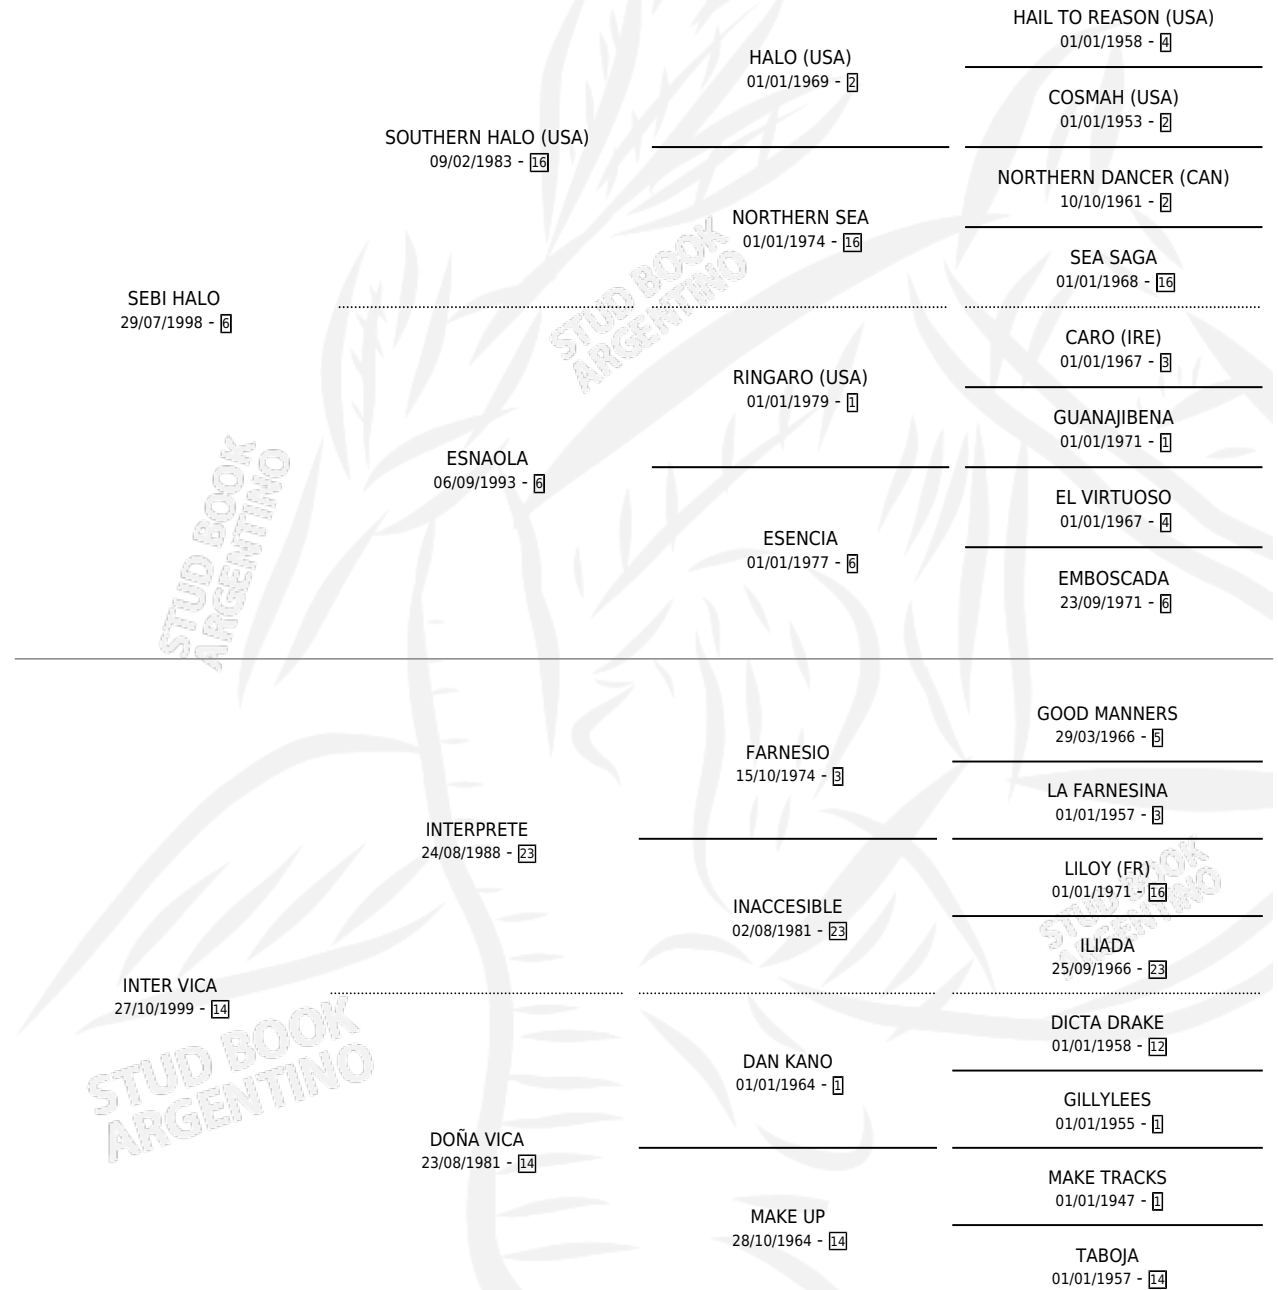 HAIL TO REASON (USA)
01/01/1958 - 4
HALO (USA)
01/01/1969 - 2
COSMAH (USA)
01/01/1953 - 2
SOUTHERN HALO (USA)
09/02/1983 - 16
NORTHERN DANCER (CAN)
10/10/1961 - 2
NORTHERN SEA
01/01/1974 - 16
SEA SAGA
01/01/1968 - 16
SEBI HALO
29/07/1998 - 6
CARO (IRE)
01/01/1967 - 3
RINGARO (USA)
01/01/1979 - 1
GUANAJIBENA
01/01/1971 - 1
ESNAOLA
06/09/1993 - 6
EL VIRTUOSO
01/01/1967 - 4
ESENCIA
01/01/1977 - 6
EMBOSCADA
23/09/1971 - 6
GOOD MANNERS
29/03/1966 - 5
FARNESIO
15/10/1974 - 3
LA FARNESINA
01/01/1957 - 3
INTERPRETE
24/08/1988 - 23
LILOY (FR)
01/01/1971 - 16
INACCESIBLE
02/08/1981 - 23
ILIADA
25/09/1966 - 23
INTER VICA
27/10/1999 - 14
DICTA DRAKE
01/01/1958 - 12
DAN KANO
01/01/1964 - 1
GILLYLEES
01/01/1955 - 1
DOÑA VICA
23/08/1981 - 14
MAKE TRACKS
01/01/1947 - 1
MAKE UP
28/10/1964 - 14
TABOJA
01/01/1957 - 14
STUD BOOK
ARGENTINO
STUD BOOK
ARGENTINO
STUD BOOK
ARGENTINO
STUD BOOK
ARGENTINO